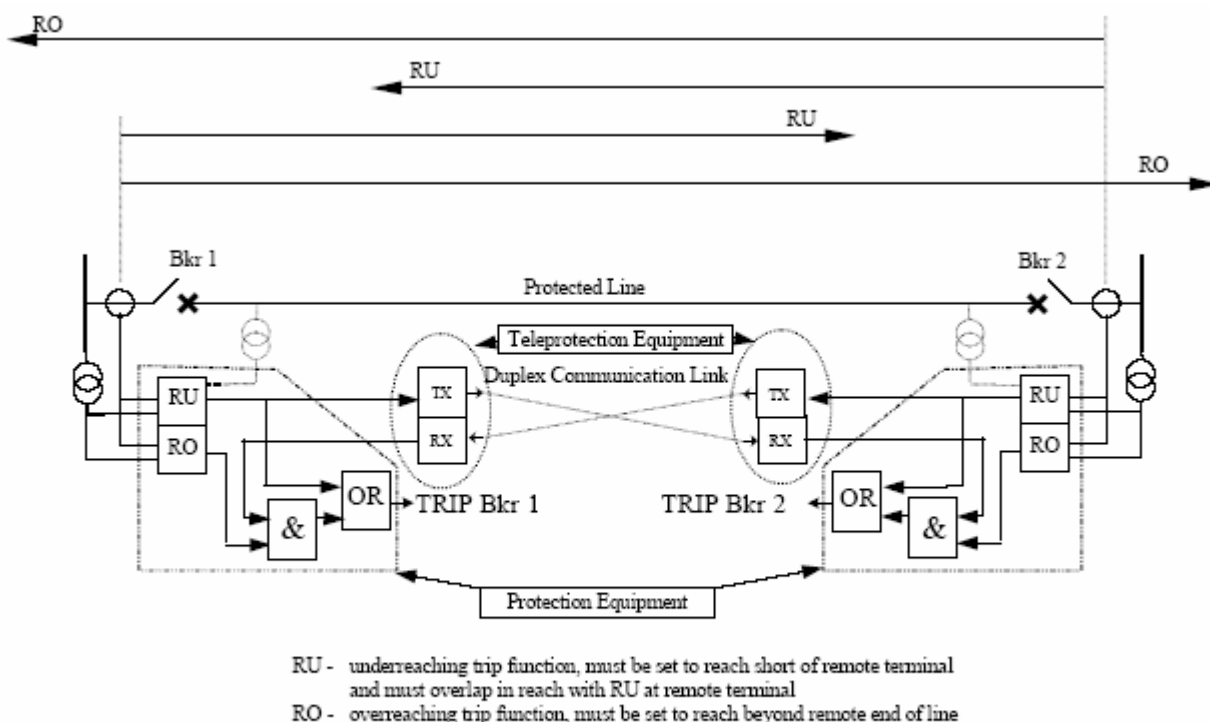 RO
RU
RU
RO
Bkr 1
Bkr 2
Protected Line
Teleprotection Equipment
Duplex Communication Link
TX
TX
RU
RU
RX
RX
RO
RO
OR
TRIP Bkr 1
TRIP Bkr 2
OR
&
&
Protection Equipment
RU - underreaching trip function, must be set to reach short of remote terminal
and must overlap in reach with RU at remote terminal
RO - overreaching trip function, must be set to reach beyond remote end of line